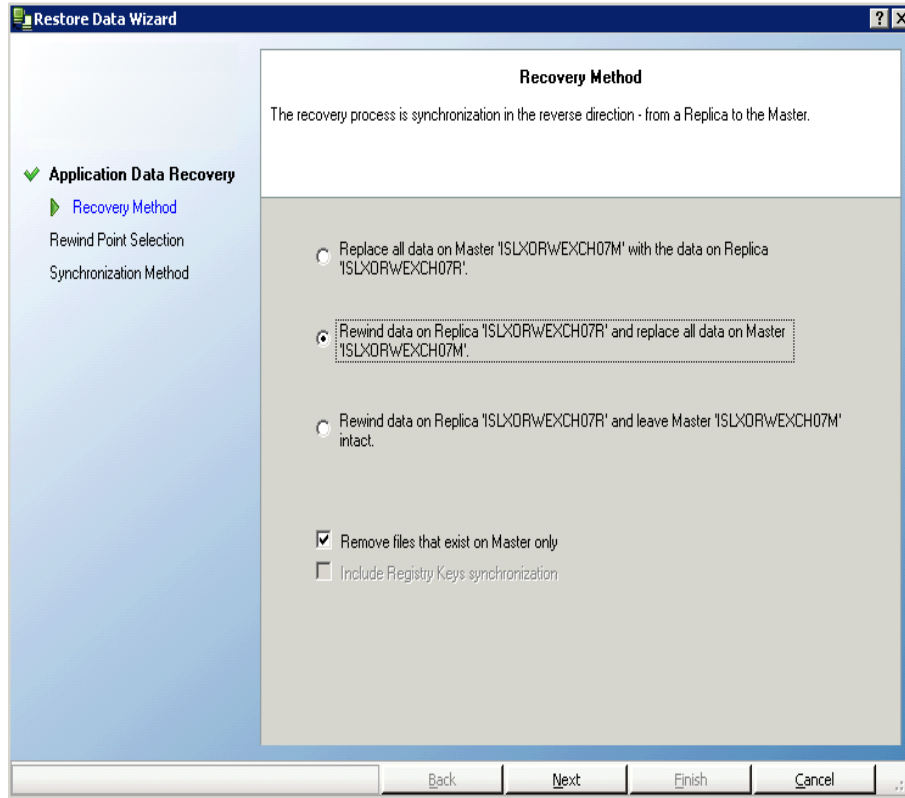 Restore Data Wizard
?
Recovery Method
The recovery process is synchronization in the reverse direction - from a Replica to the Master.
Application Data Recovery
Recovery Method
Rewind Point Selection
Synchronization Method
Replace all data on Master 'ISLXORWEXCH07M' with the data on Replica
'ISLXORWEXCH07R'.
Rewind data on Replica 'ISLXORWEXCH07R' and replace all data on Master
'ISLXORWEXCH07M'.
Rewind data on Replica 'ISLXORWEXCH07R' and leave Master 'ISLXORWEXCH07M'
intact.
Remove files that exist on Master only
Include Registry Keys synchronization
Back Next Finish Cancel